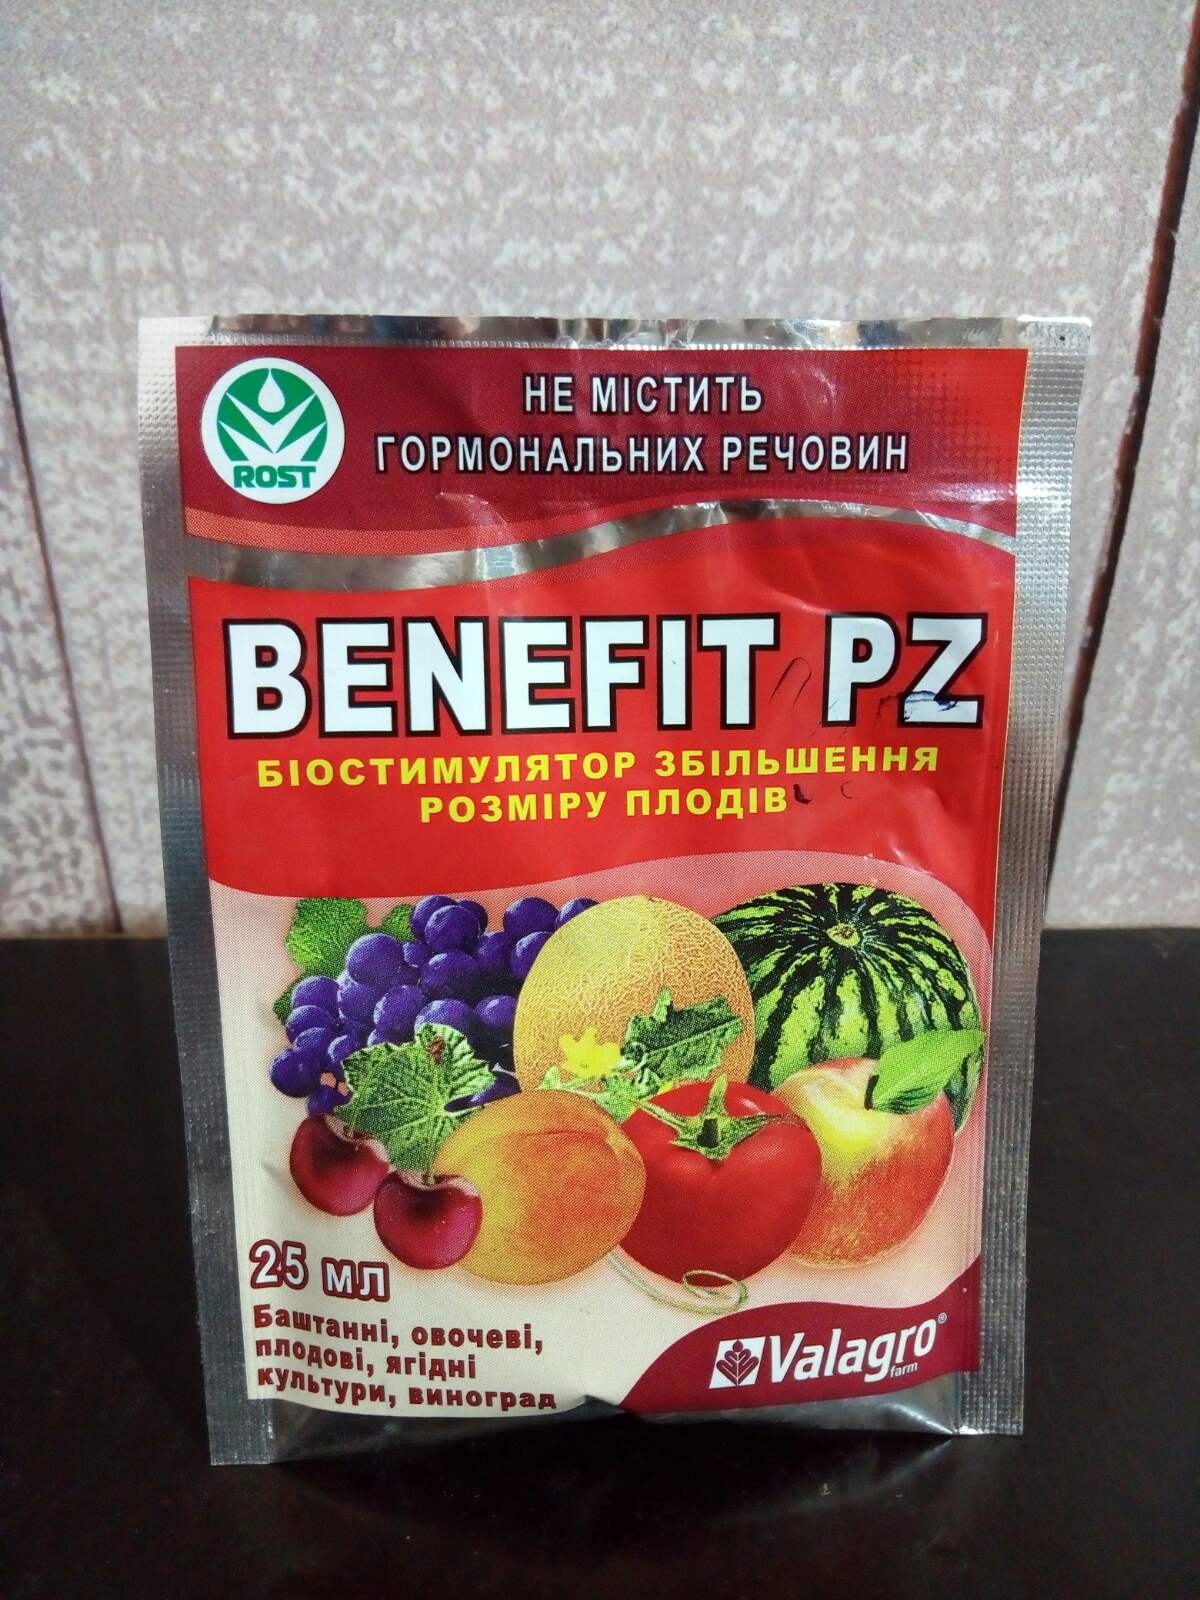 ROST
НЕ МІСТИТЬ
ГОРМОНАЛЬНИХ РЕЧОВИН
BENEFIT PZ
БІОСТИМУЛЯТОР ЗБІЛЬШЕННЯ
РОЗМІРУ ПЛОДІВ
25 мл
Баштанні, овочеві,
плодові, ягідні
культури, виноград
Valagro®
farm